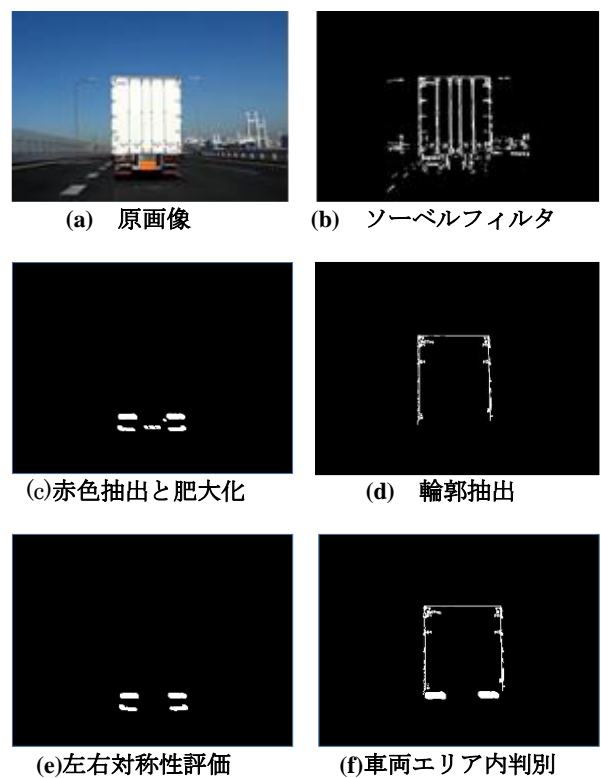 (a) 原画像
(b) ソーベルフィルタ
(c)赤色抽出と肥大化
(d) 輪郭抽出
(e)左右対称性評価
(f)車両エリア内判別